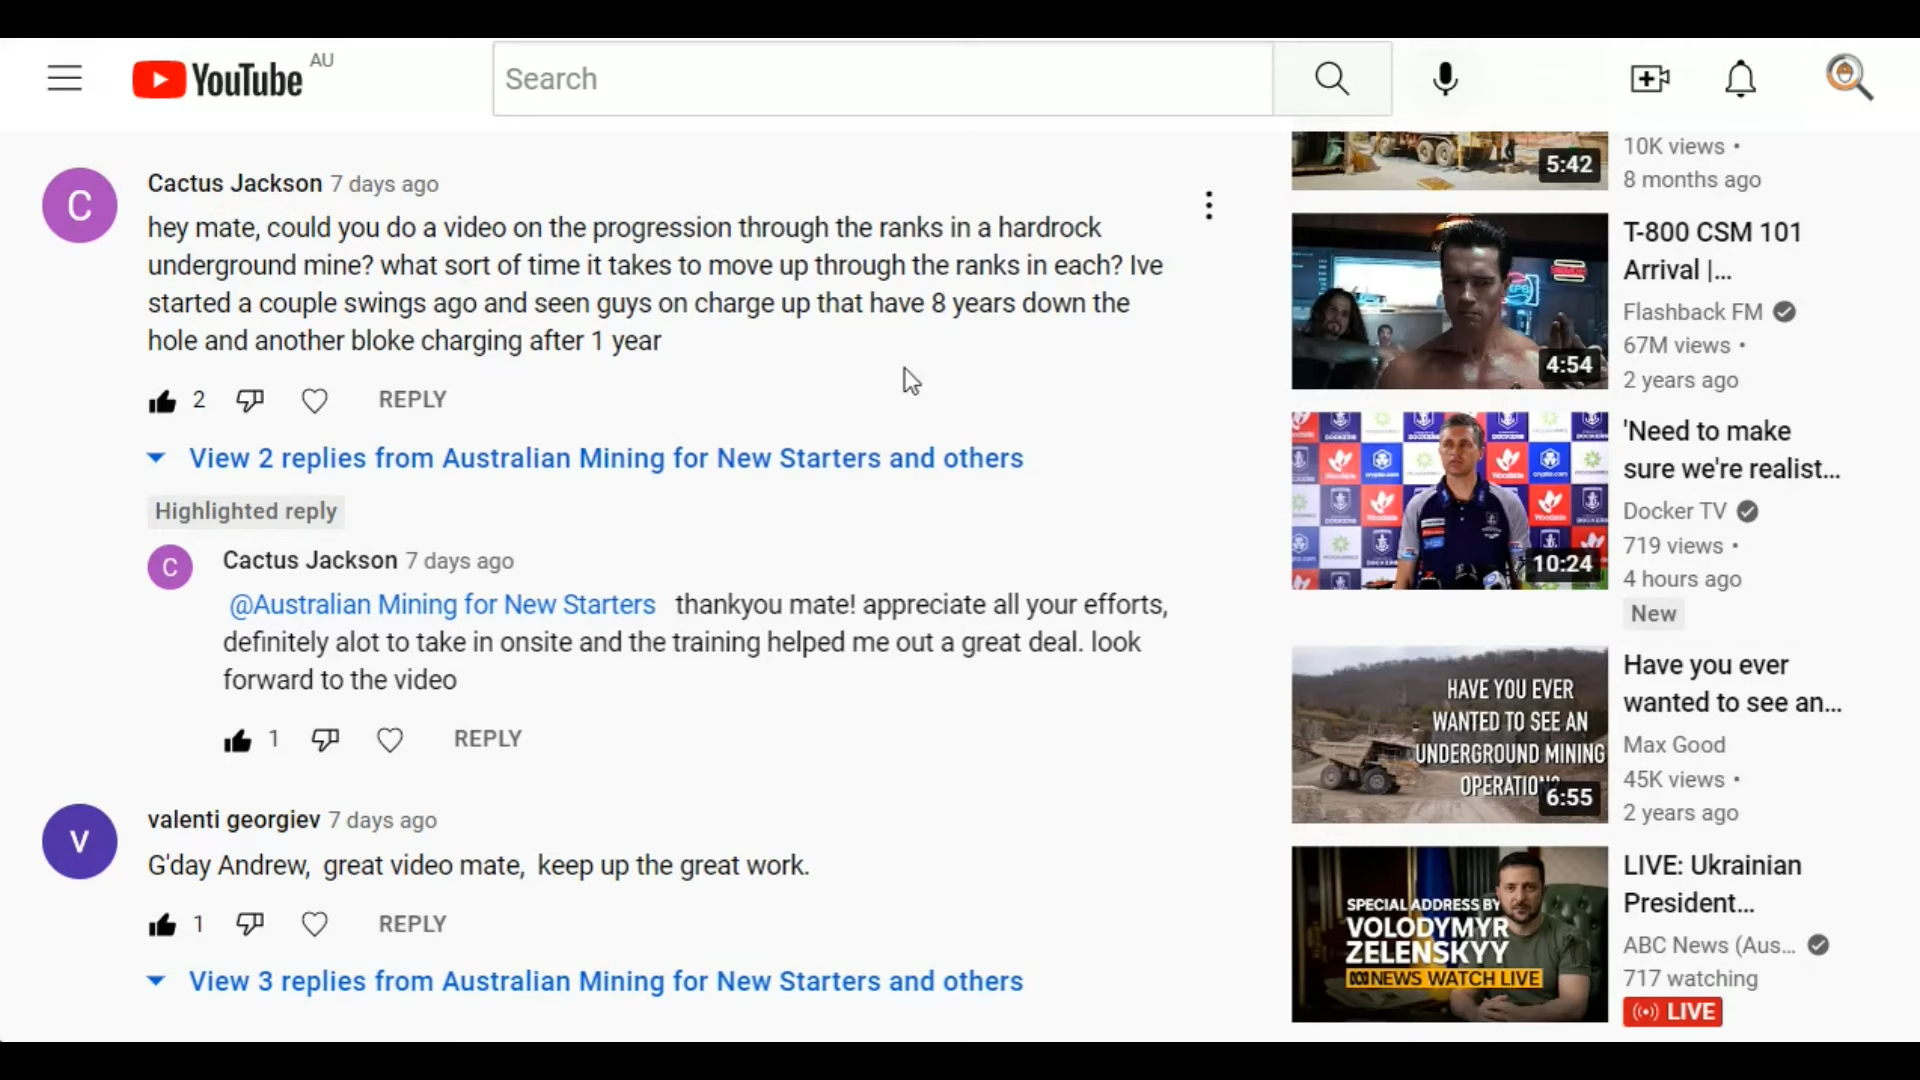 YouTube AU
Search
C
Cactus Jackson 7 days ago
hey mate, could you do a video on the progression through the ranks in a hardrock
underground mine? what sort of time it takes to move up through the ranks in each? Ive
started a couple swings ago and seen guys on charge up that have 8 years down the
hole and another bloke charging after 1 year
2 REPLY
View 2 replies from Australian Mining for New Starters and others
Highlighted reply
C
Cactus Jackson 7 days ago
@Australian Mining for New Starters thankyou mate! appreciate all your efforts,
definitely alot to take in onsite and the training helped me out a great deal. look
forward to the video
1 REPLY
V
valenti georgiev 7 days ago
G'day Andrew, great video mate, keep up the great work.
1 REPLY
View 3 replies from Australian Mining for New Starters and others
5:42
10K views •
8 months ago
4:54
T-800 CSM 101
Arrival |...
Flashback FM
67M views •
2 years ago
10:24
'Need to make
sure we're realist...
Docker TV
719 views •
4 hours ago
New
HAVE YOU EVER
WANTED TO SEE AN
UNDERGROUND MINING
6:55
Have you ever
wanted to see an...
Max Good
45K views •
2 years ago
SPECIAL ADDRESS BY
VOLODYMYR
ZELENSKYY
NEWS WATCH LIVE
LIVE: Ukrainian
President...
ABC News (Aus...
717 watching
LIVE